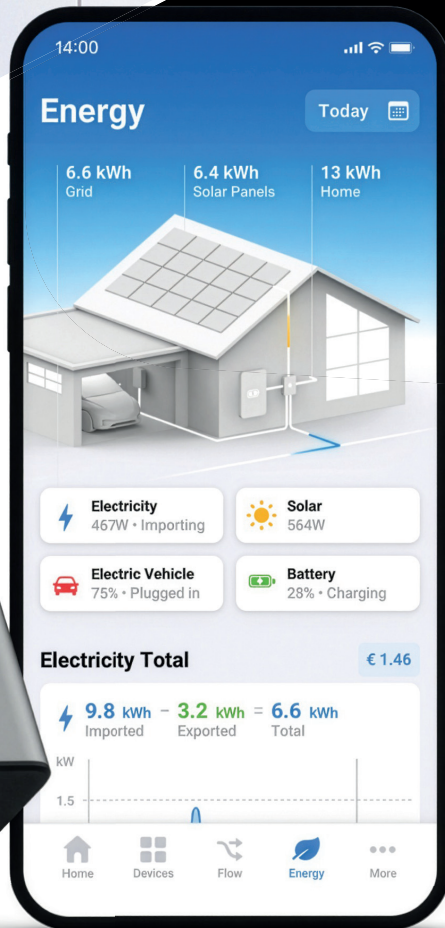 14:00
Energy
Today
6.6 kWh
Grid
6.4 kWh
Solar Panels
13 kWh
Home
Electricity
467W • Importing
Solar
564W
Electric Vehicle
75% • Plugged in
Battery
28% • Charging
Electricity Total
€ 1.46
9.8 kWh − 3.2 kWh = 6.6 kWh
Imported Exported Total
kW
1.5
Home Devices Flow Energy More